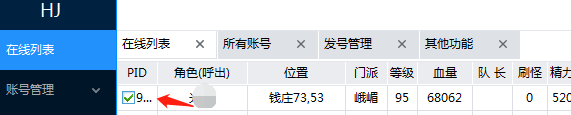 HJ
在线列表
账号管理
在线列表 所有账号 发号管理 其他功能
PID 角色(呼出) 位置 门派 等级 血量 队 长 刷怪 精力
9... 钱庄73,53 峨嵋 95 68062 0 520